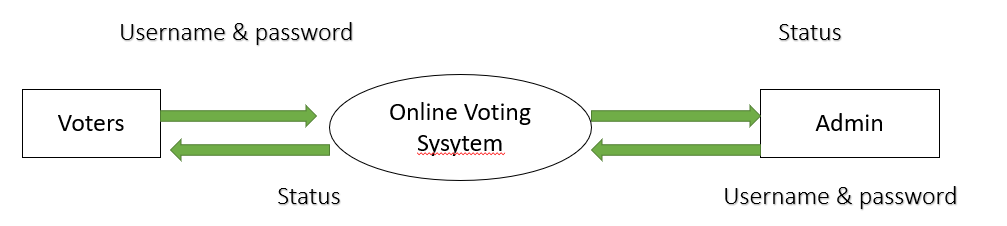 Username & password
Status
Voters
Online Voting
Sysytem
Admin
Status
Username & password